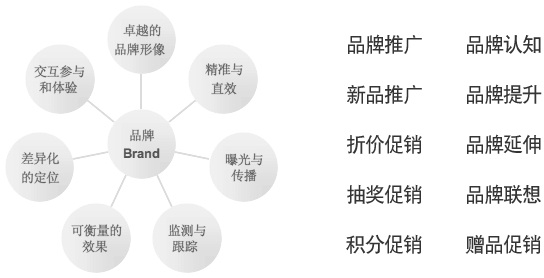 卓越的
品牌形像
精准与
直效
曝光与
传播
监测与
跟踪
可衡量的
效果
差异化
的定位
交互参与
和体验
品牌
Brand
品牌推广 品牌认知
新品推广 品牌提升
折价促销 品牌延伸
抽奖促销 品牌联想
积分促销 赠品促销